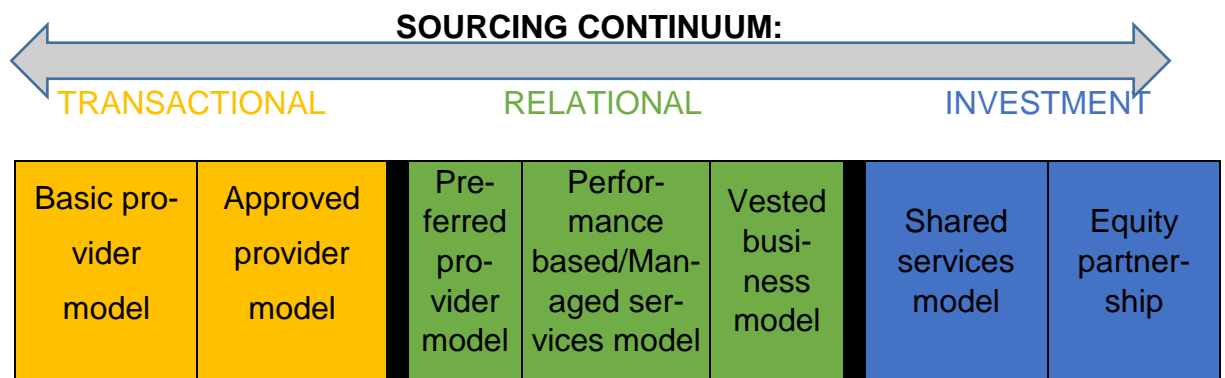 SOURCING CONTINUUM:
TRANSACTIONAL
RELATIONAL
INVESTMENT
Basic pro-
vider
model
Approved
provider
model
Pre-
ferred
pro-
vider
model
Perfor-
mance
based/Man-
aged ser-
vices model
Vested
busi-
ness
model
Shared
services
model
Equity
partner-
ship